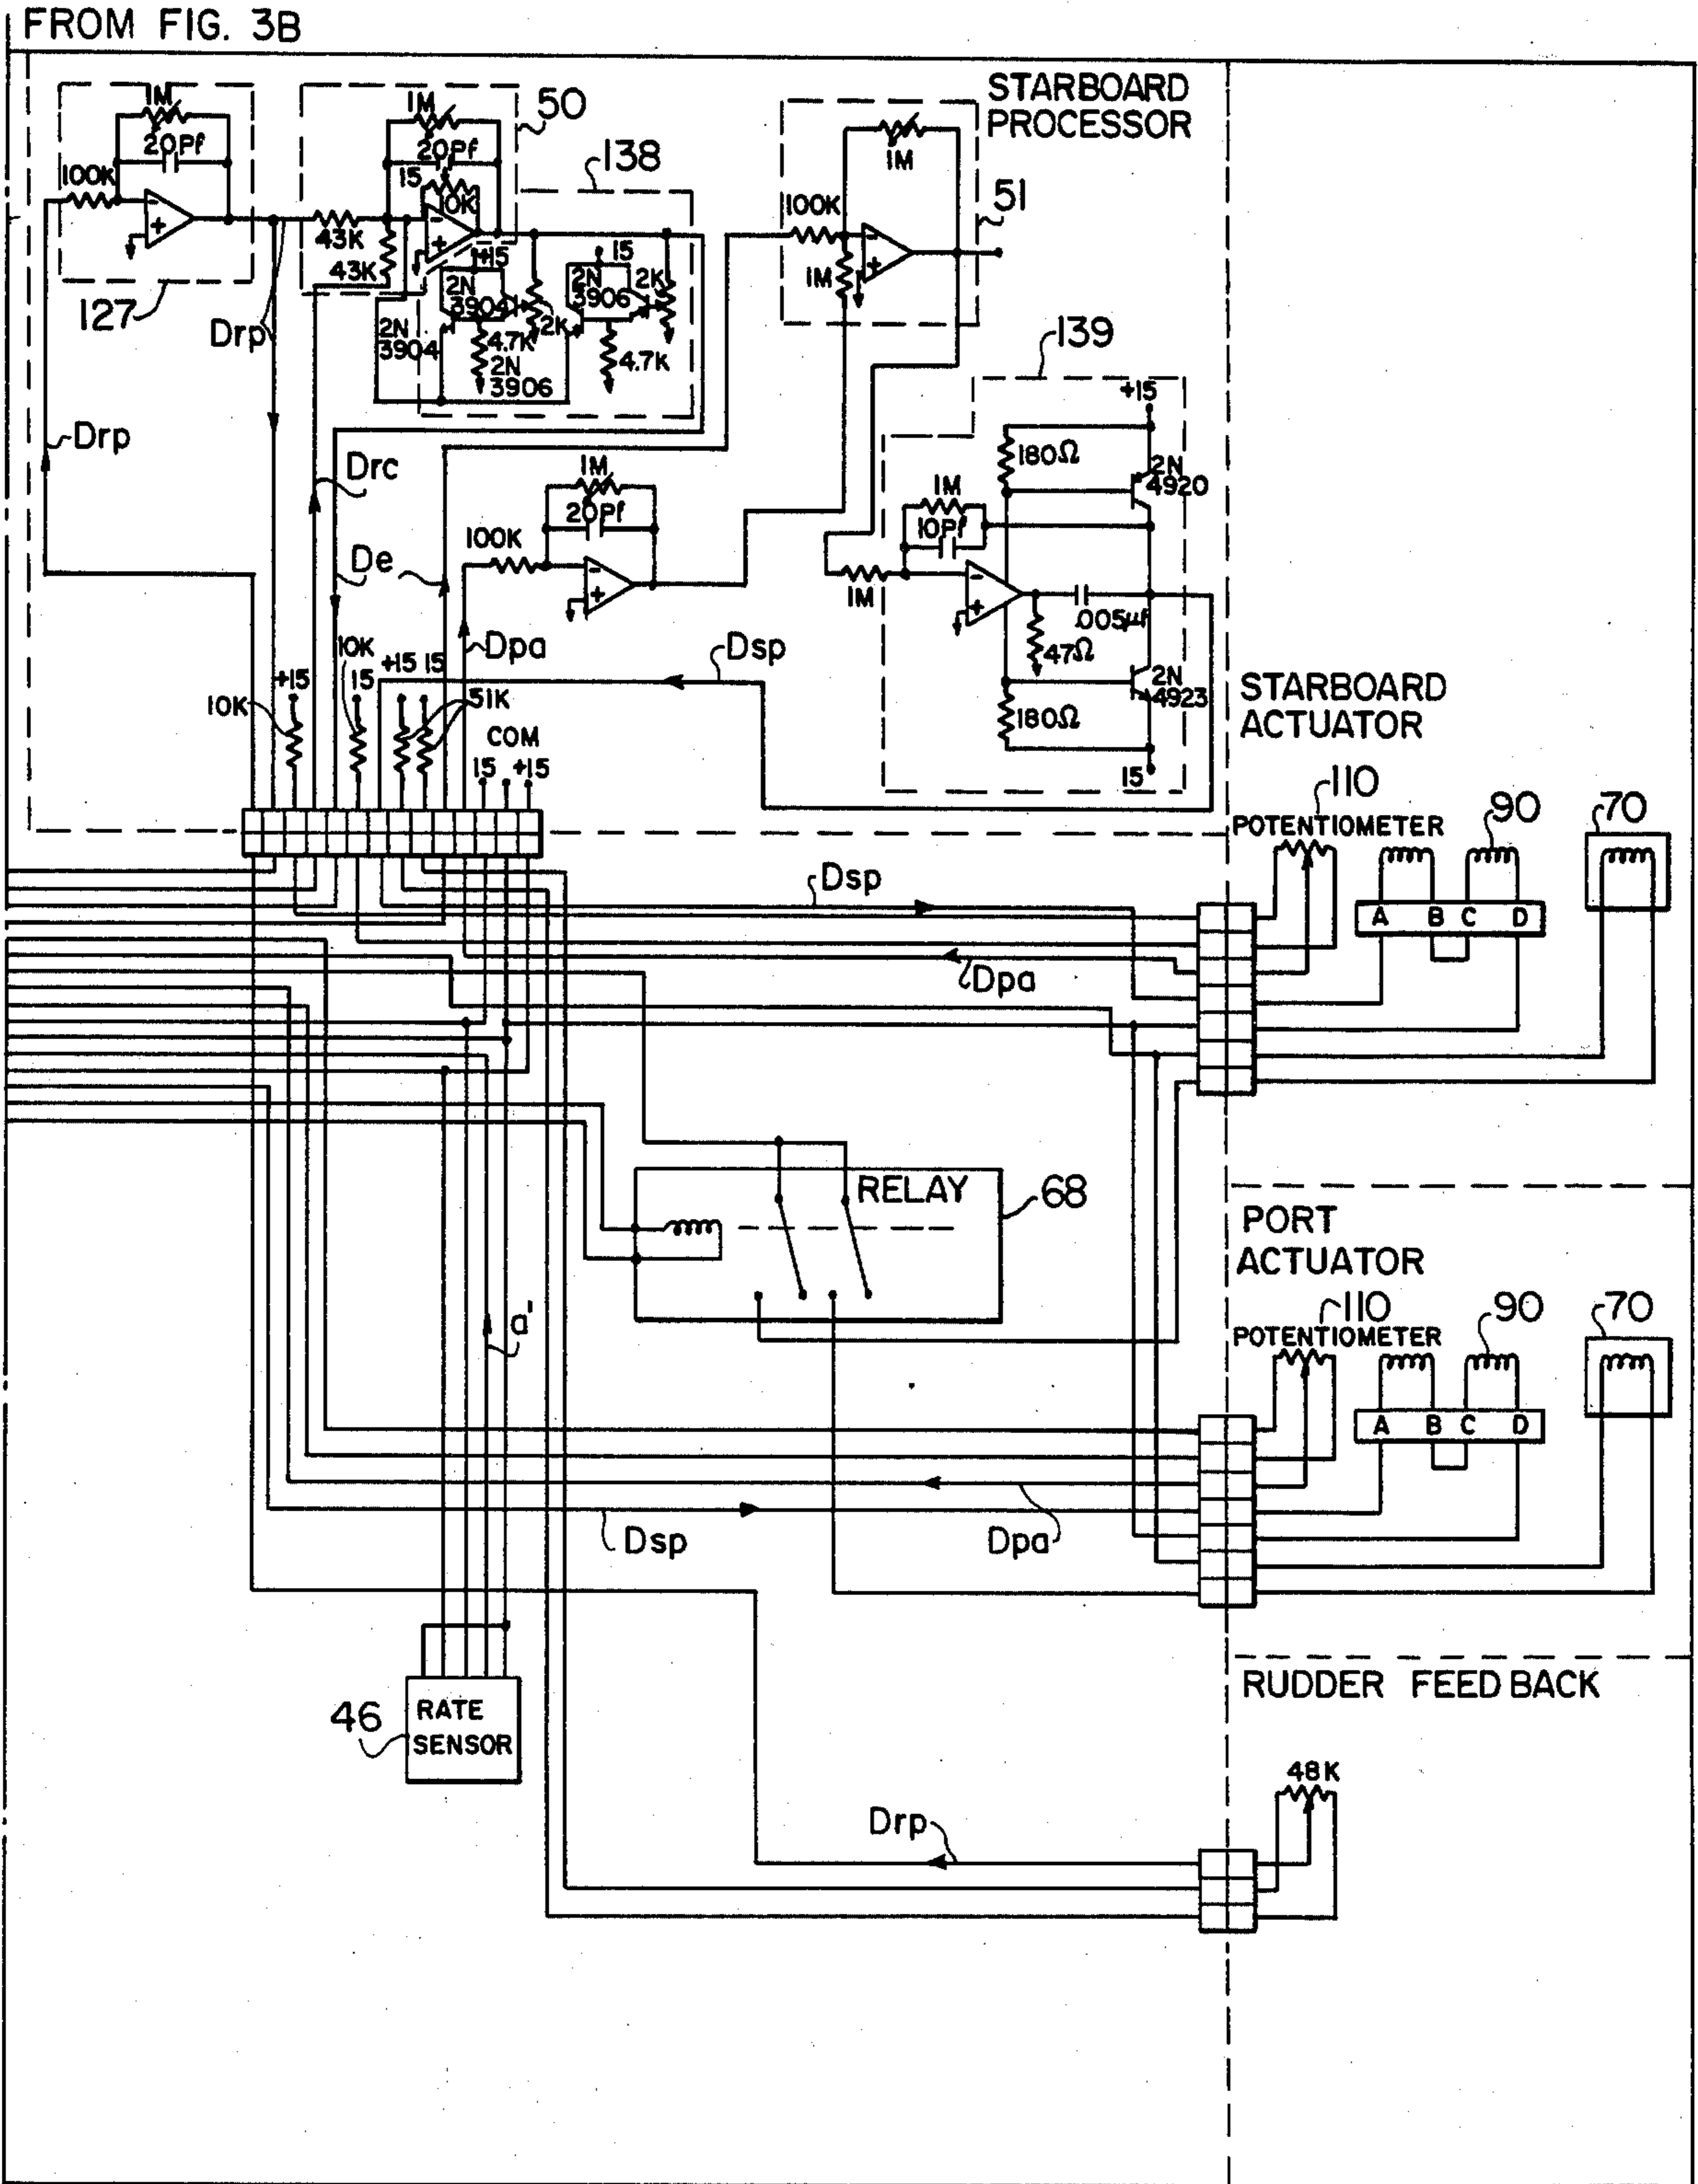 FROM FIG. 3B
STARBOARD
PROCESSOR
1M
20Pf
100K
127
Drp
Drp
50
1M
20Pf
15
10K
43K
43K
138
+15
15
2N
3904
2N
3904
2N
3906
2K
2K
4.7K
2N
3906
4.7K
51
1M
100K
1M
139
+15
180Ω
2N
4920
1M
10Pf
1M
.005µf
47Ω
2N
4923
180Ω
15
Drc
De
1M
20Pf
100K
Dpa
Dsp
10K
+15
10K
15
+15
15
51K
COM
15
+15
STARBOARD
ACTUATOR
110
POTENTIOMETER
90
70
A B C D
Dsp
Dpa
RELAY
68
a'
PORT
ACTUATOR
110
POTENTIOMETER
90
70
A B C D
Dsp
Dpa
46
RATE
SENSOR
RUDDER FEED BACK
48K
Drp